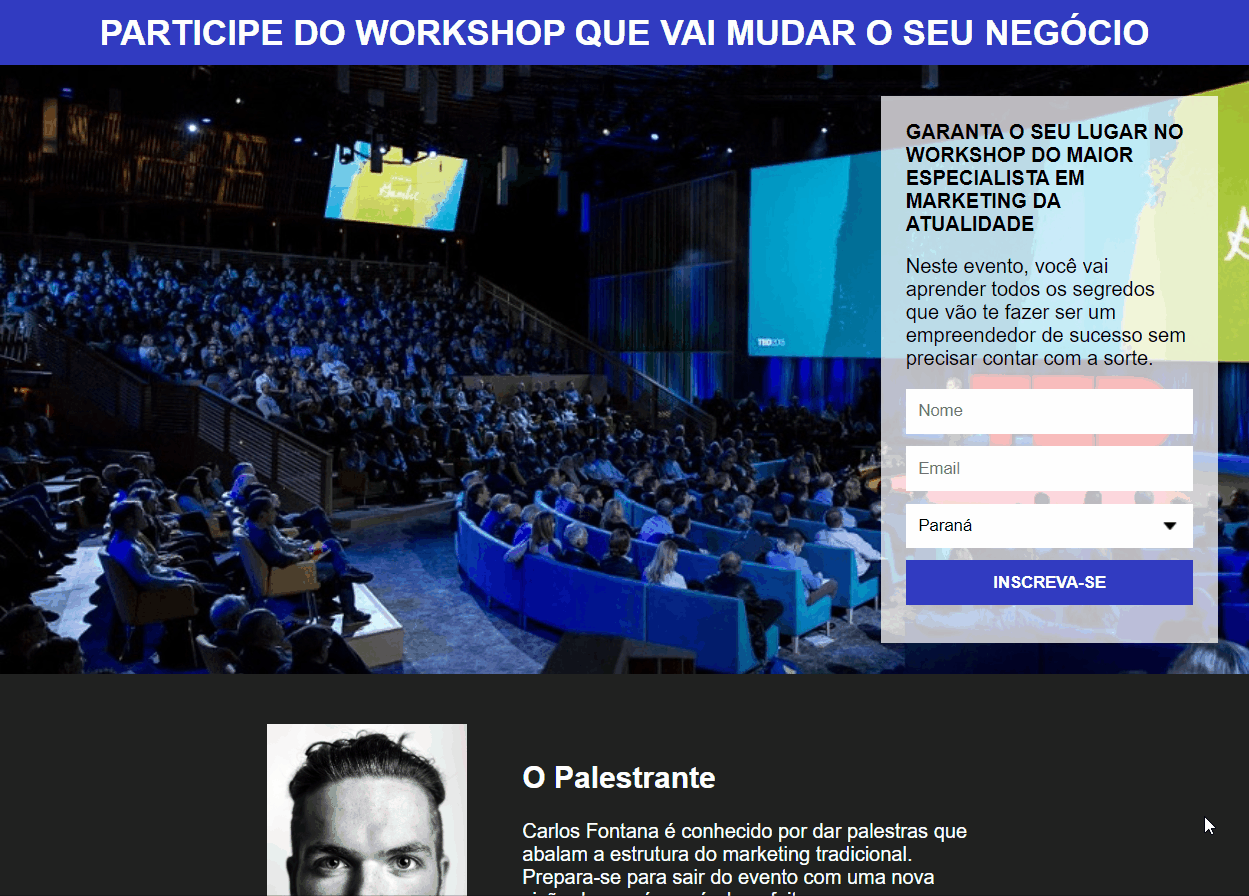 PARTICIPE DO WORKSHOP QUE VAI MUDAR O SEU NEGÓCIO
GARANTA O SEU LUGAR NO
WORKSHOP DO MAIOR
ESPECIALISTA EM
MARKETING DA
ATUALIDADE
Neste evento, você vai
aprender todos os segredos
que vão te fazer ser um
empreendedor de sucesso sem
precisar contar com a sorte.
Nome
Email
Paraná
INSCREVA-SE
O Palestrante
Carlos Fontana é conhecido por dar palestras que
abalam a estrutura do marketing tradicional.
Prepara-se para sair do evento com uma nova